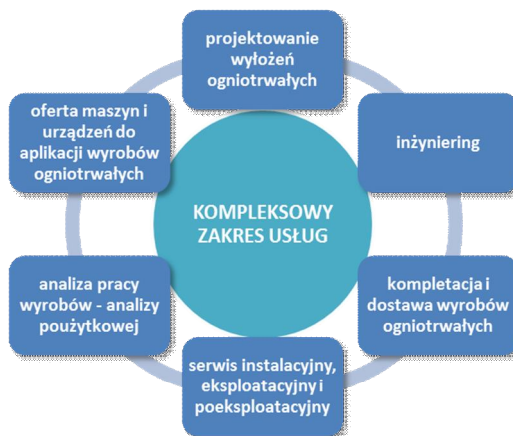 projektowanie
wyłożeń
ogniotrwałych
inżyniering
kompletacja i
dostawa wyrobów
ogniotrwałych
serwis instalacyjny,
eksploatacyjny i
poeksploatacyjny
analiza pracy
wyrobów - analizy
poużytkowej
oferta maszyn i
urządzeń do
aplikacji wyrobów
ogniotrwałych
KOMPLEKSOWY
ZAKRES USŁUG